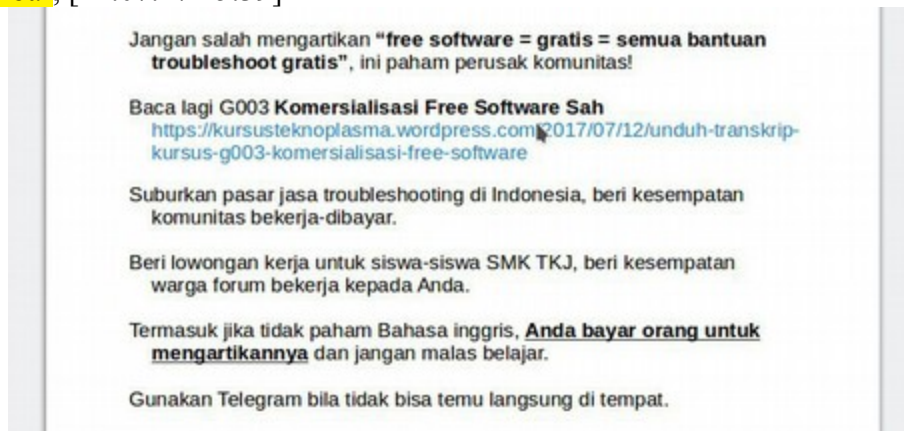 Jangan salah mengartikan “free software = gratis = semua bantuan
troubleshoot gratis”, ini paham perusak komunitas!
Baca lagi G003 Komersialisasi Free Software Sah
https://kursusteknoplasma.wordpress.com/2017/07/12/unduh-transkrip-
kursus-g003-komersialisasi-free-software
Suburkan pasar jasa troubleshooting di Indonesia, beri kesempatan
komunitas bekerja-dibayar.
Beri lowongan kerja untuk siswa-siswa SMK TKJ, beri kesempatan
warga forum bekerja kepada Anda.
Termasuk jika tidak paham Bahasa inggris, Anda bayar orang untuk
mengartikannya dan jangan malas belajar.
Gunakan Telegram bila tidak bisa temu langsung di tempat.